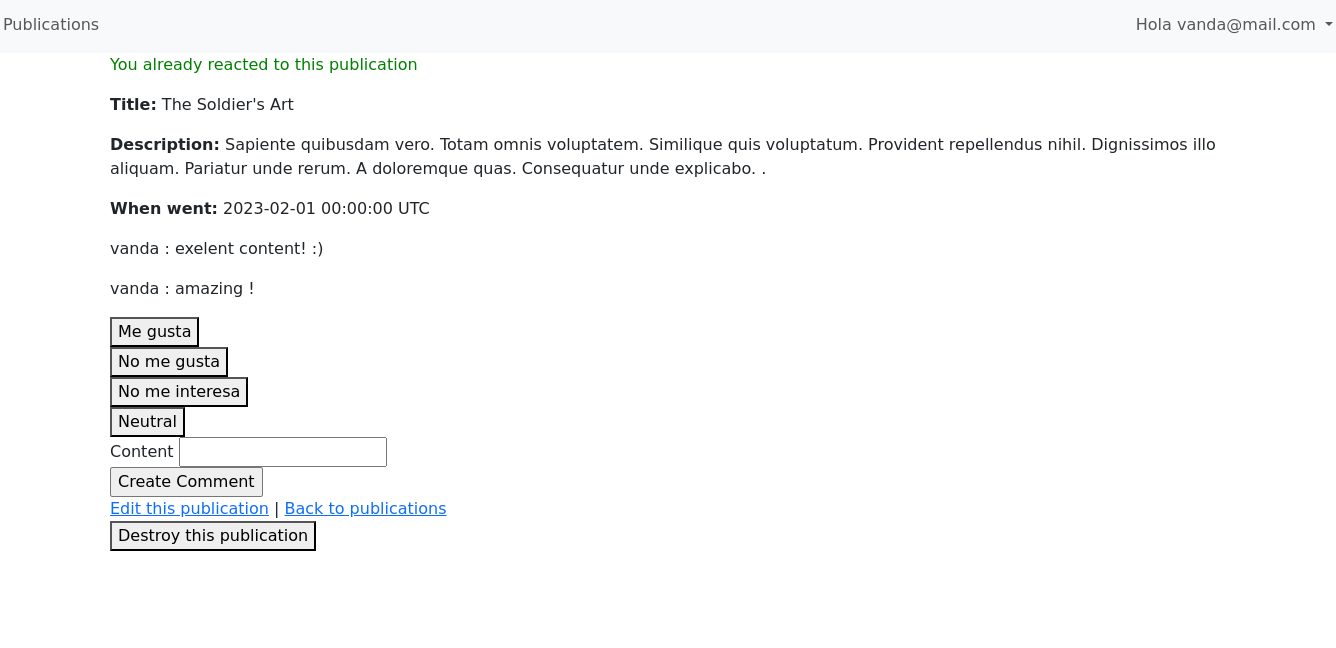 Publications
Hola vanda@mail.com
You already reacted to this publication
Title: The Soldier's Art
Description: Sapiente quibusdam vero. Totam omnis voluptatem. Similique quis voluptatum. Provident repellendus nihil. Dignissimos illo
aliquam. Pariatur unde rerum. A doloremque quas. Consequatur unde explicabo. .
When went: 2023-02-01 00:00:00 UTC
vanda : exelent content! :)
vanda : amazing !
Me gusta
No me gusta
No me interesa
Neutral
Content
Create Comment
Edit this publication | Back to publications
Destroy this publication